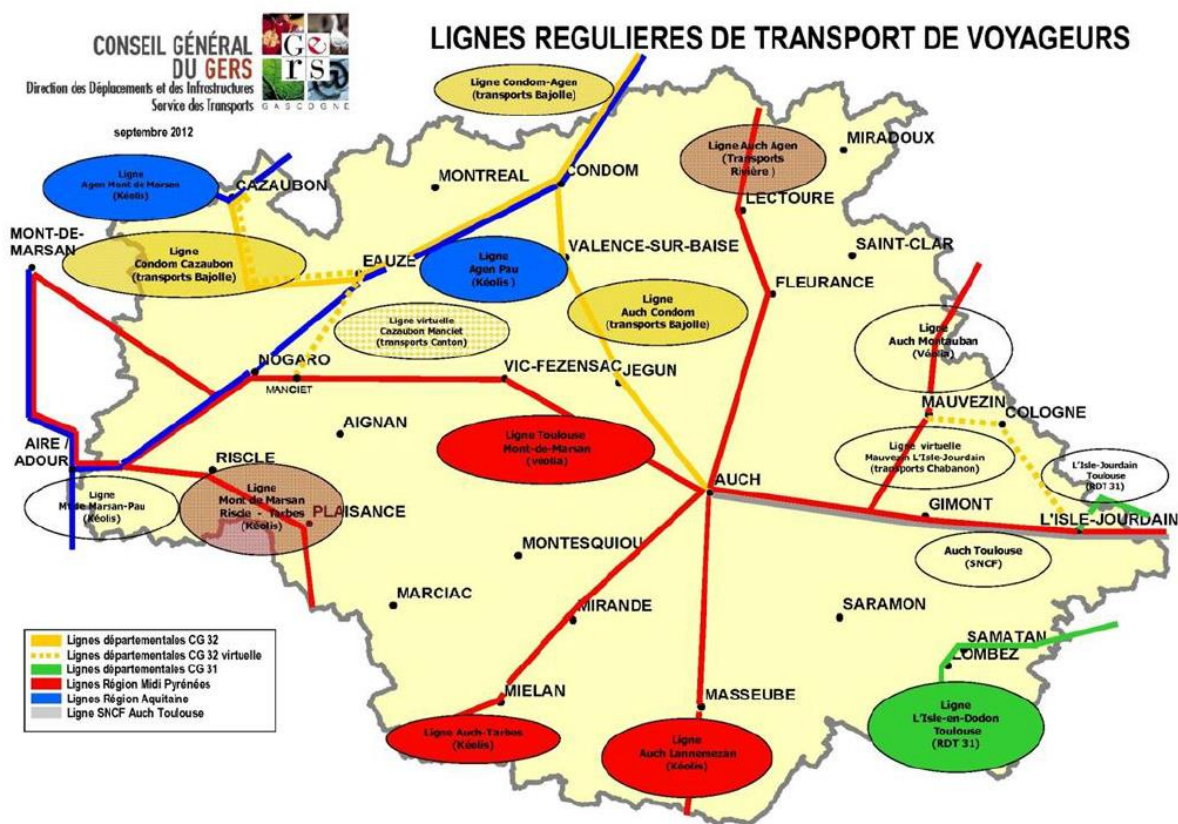 CONSEIL GÉNÉRAL
DU GERS
Direction des Déplacements et des Infrastructures
Service des Transports
Gers
GASCOGNE
septembre 2012
LIGNES REGULIERES DE TRANSPORT DE VOYAGEURS
Ligne Condom-Agen
(transports Bajolle)
Ligne Auch Agen
(Transports
Rivière )
MIRADOUX
Ligne
Agen Mont de Marsan
(Kéolis)
CAZAUBON
MONTREAL
CONDOM
LECTOURE
MONT-DE-
MARSAN
Ligne
Condom Cazaubon
(transports Bajolle)
EAUZE
Ligne
Agen Pau
(Kéolis )
VALENCE-SUR-BAISE
SAINT-CLAR
FLEURANCE
Ligne
Auch Condom
(transports Bajolle)
Ligne virtuelle
Cazaubon Manciet
(transports Canton)
Ligne
Auch Montauban
(Véolia)
NOGARO
MANCIET
VIC-FEZENSAC
JEGUN
MAUVEZIN
COLOGNE
AIGNAN
Ligne Toulouse
Mont-de-Marsan
(véolia)
Ligne virtuelle
Mauvezin L'Isle-Jourdain
(transports Chabanon)
L'Isle-Jourdain
Toulouse
(RDT 31)
AIRE /
ADOUR
RISCLE
AUCH
GIMONT
L'ISLE-JOURDAIN
Ligne
Mt de Marsan-Pau
(Kéolis)
Ligne
Mont de Marsan
Riscle - Tarbes
(Kéolis)
PLAISANCE
MONTESQUIOU
Auch Toulouse
(SNCF)
MARCIAC
MIRANDE
SARAMON
SAMATAN
LOMBEZ
Lignes départementales CG 32
Lignes départementales CG 32 virtuelle
Lignes départementales CG 31
Lignes Région Midi Pyrénées
Lignes Région Aquitaine
Ligne SNCF Auch Toulouse
MIELAN
MASSEUBE
Ligne Auch-Tarbes
(Kéolis)
Ligne
Auch Lannemezan
(Kéolis)
Ligne
L'Isle-en-Dodon
Toulouse
(RDT 31)